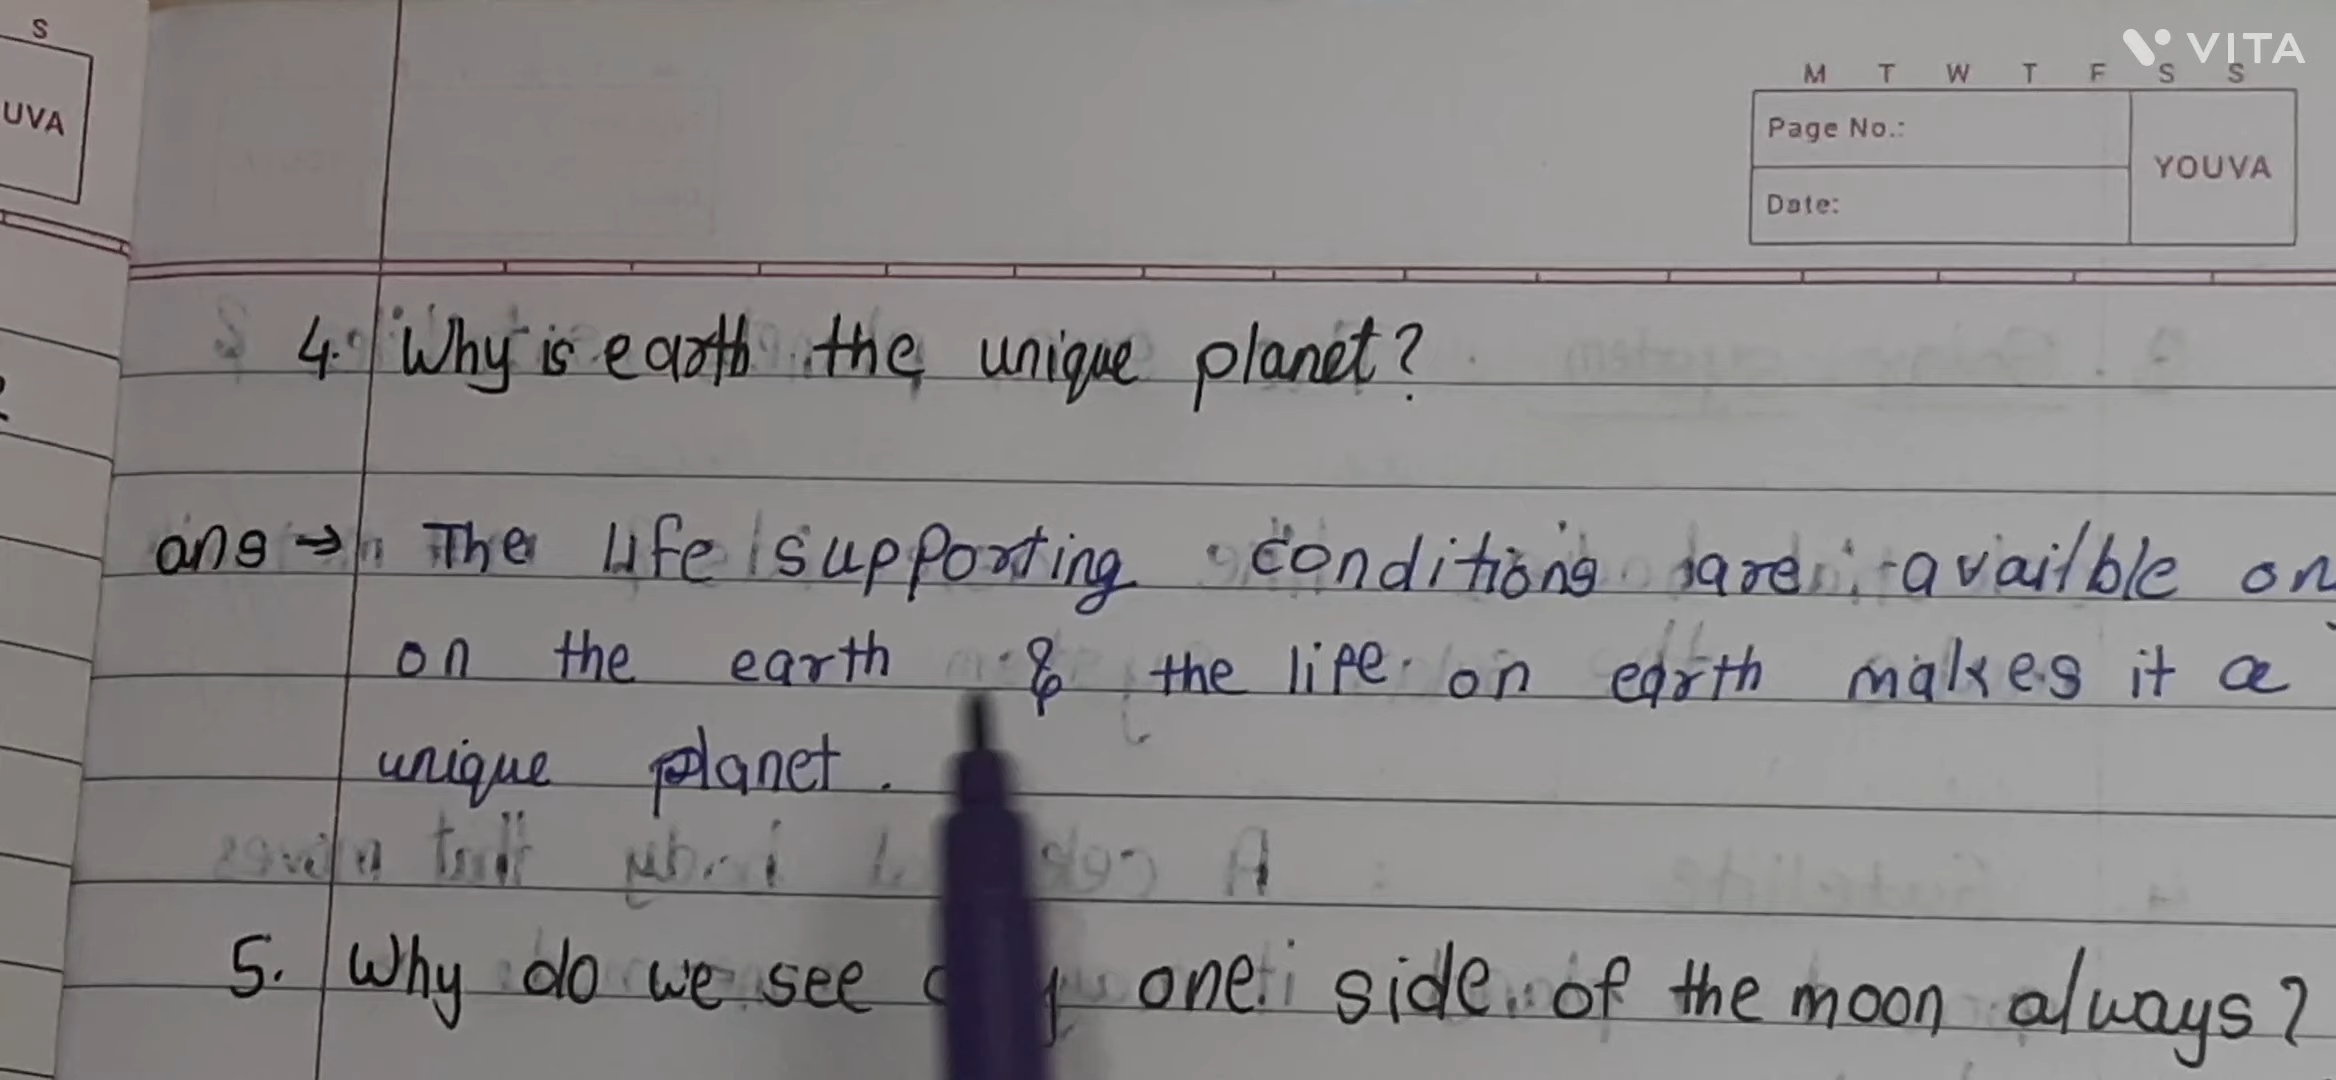 S
UVA
VITA
M T W T F S S
Page No.:
YOUVA
Date:
4. Why is earth the unique planet?
ans → The life supporting conditions are availble on
on the earth & the life on earth makes it a
unique planet.
5. Why do we see one side of the moon always?